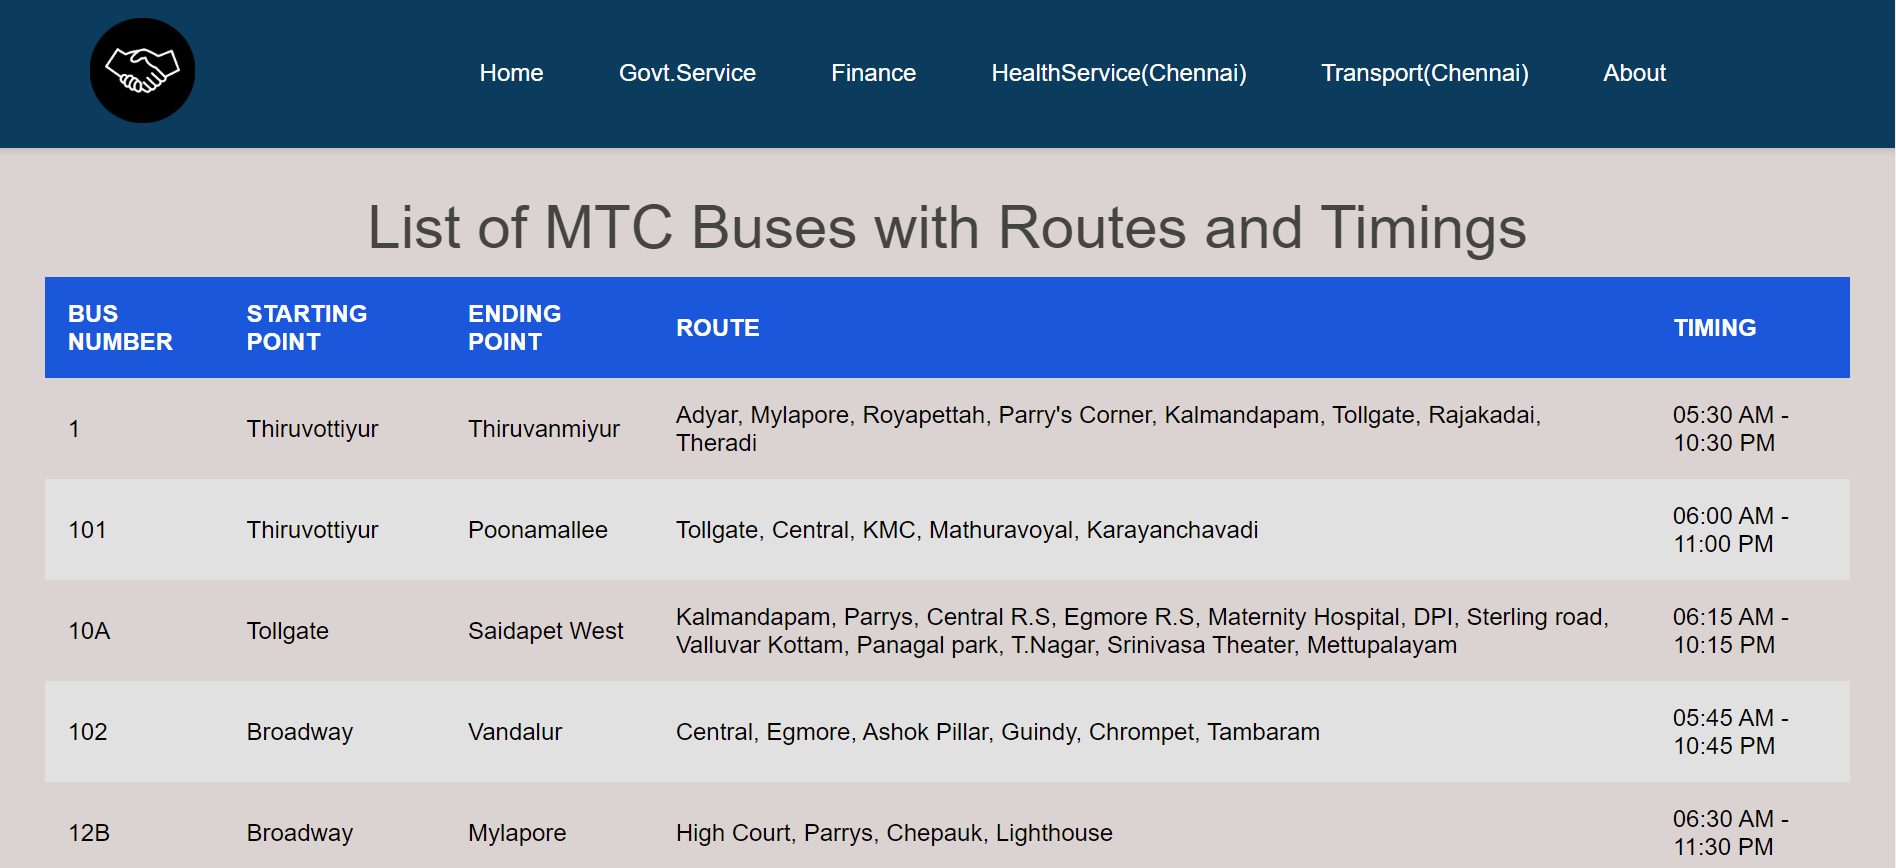 Home Govt.Service Finance HealthService(Chennai) Transport(Chennai) About
List of MTC Buses with Routes and Timings
BUS NUMBER STARTING POINT ENDING POINT ROUTE TIMING
1 Thiruvottiyur Thiruvanmiyur Adyar, Mylapore, Royapettah, Parry's Corner, Kalmandapam, Tollgate, Rajakadai, Theradi 05:30 AM - 10:30 PM
101 Thiruvottiyur Poonamallee Tollgate, Central, KMC, Mathuravoyal, Karayanchavadi 06:00 AM - 11:00 PM
10A Tollgate Saidapet West Kalmandapam, Parrys, Central R.S, Egmore R.S, Maternity Hospital, DPI, Sterling road, Valluvar Kottam, Panagal park, T.Nagar, Srinivasa Theater, Mettupalayam 06:15 AM - 10:15 PM
102 Broadway Vandalur Central, Egmore, Ashok Pillar, Guindy, Chrompet, Tambaram 05:45 AM - 10:45 PM
12B Broadway Mylapore High Court, Parrys, Chepauk, Lighthouse 06:30 AM - 11:30 PM